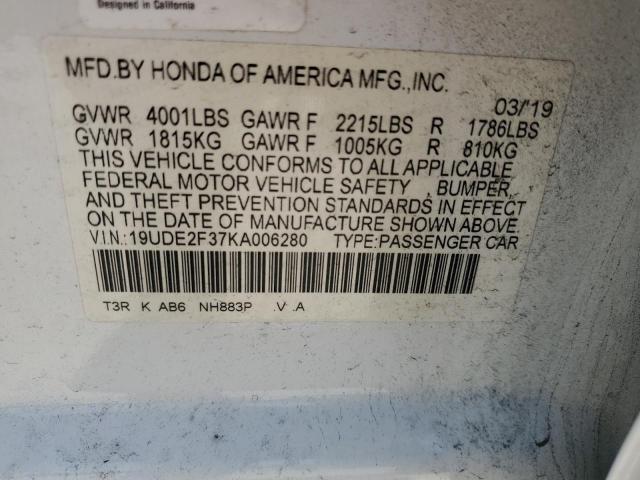 Designed in California
MFD.BY HONDA OF AMERICA MFG.,INC.
03/'19
GVWR 4001LBS GAWR F 2215LBS R 1786LBS
GVWR 1815KG GAWR F 1005KG R 810KG
THIS VEHICLE CONFORMS TO ALL APPLICABLE
FEDERAL MOTOR VEHICLE SAFETY , BUMPER,
AND THEFT PREVENTION STANDARDS IN EFFECT
ON THE DATE OF MANUFACTURE SHOWN ABOVE.
V.I.N.:19UDE2F37KA006280 TYPE:PASSENGER CAR
T3R K AB6 NH883P .V .A